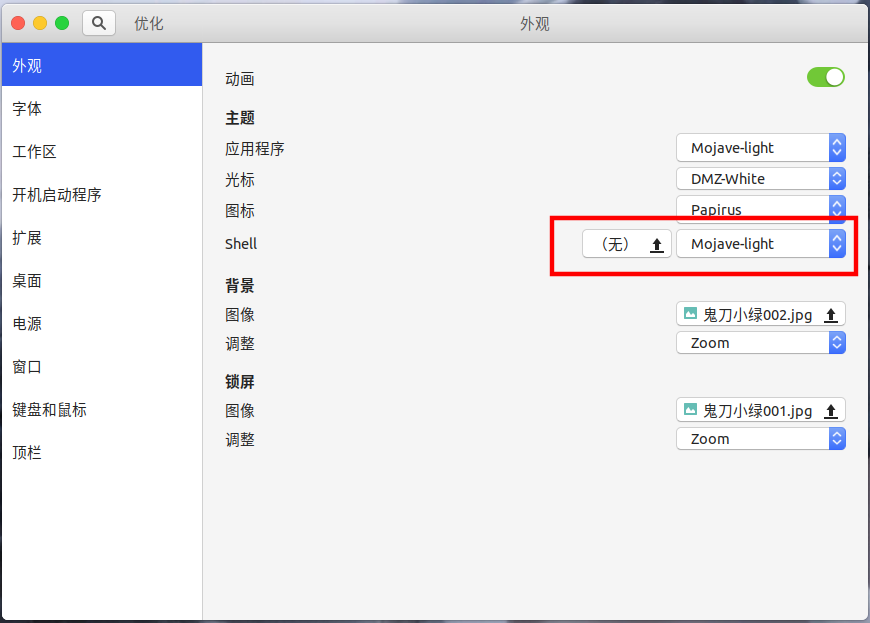 优化 外观
外观
字体
工作区
开机启动程序
扩展
桌面
电源
窗口
键盘和鼠标
顶栏
动画
主题
应用程序 Mojave-light
光标 DMZ-White
图标 Papirus
Shell （无） Mojave-light
背景
图像 鬼刀小绿002.jpg
调整 Zoom
锁屏
图像 鬼刀小绿001.jpg
调整 Zoom